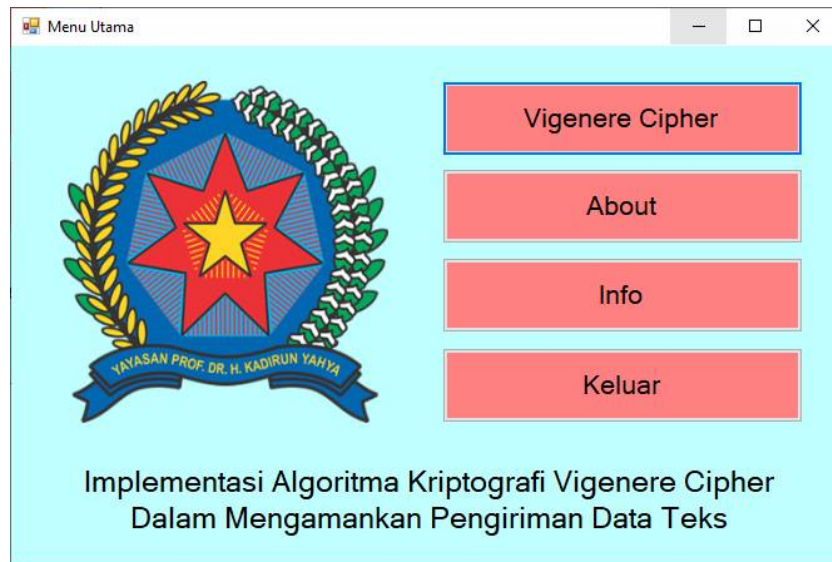 Menu Utama
YAYASAN PROF. DR. H. KADIRUN YAHYA
Vigenere Cipher
About
Info
Keluar
Implementasi Algoritma Kriptografi Vigenere Cipher
Dalam Mengamankan Pengiriman Data Teks